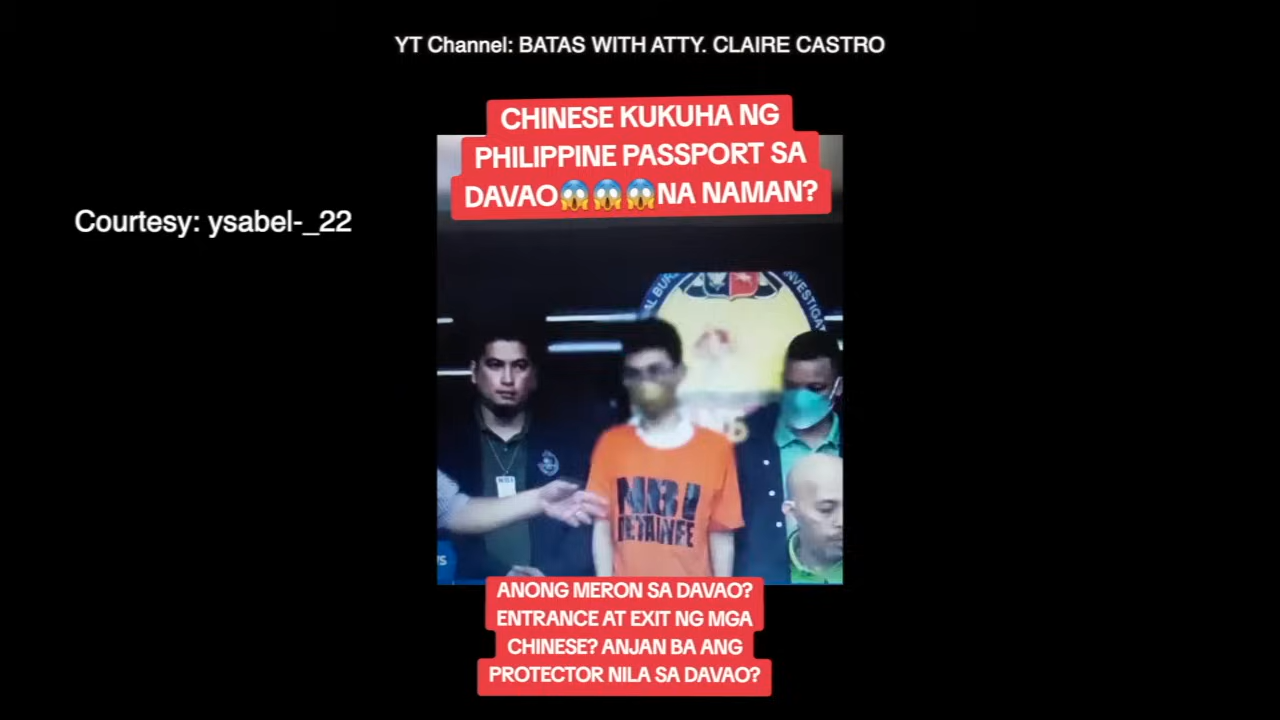 YT Channel: BATAS WITH ATTY. CLAIRE CASTRO
CHINESE KUKUHA NG
PHILIPPINE PASSPORT SA
DAVAO😱😱😱NA NAMAN?
Courtesy: ysabel-_22
INVESTIGAT
NBI
NBI
DETAINEE
ANONG MERON SA DAVAO?
ENTRANCE AT EXIT NG MGA
CHINESE? ANJAN BA ANG
PROTECTOR NILA SA DAVAO?